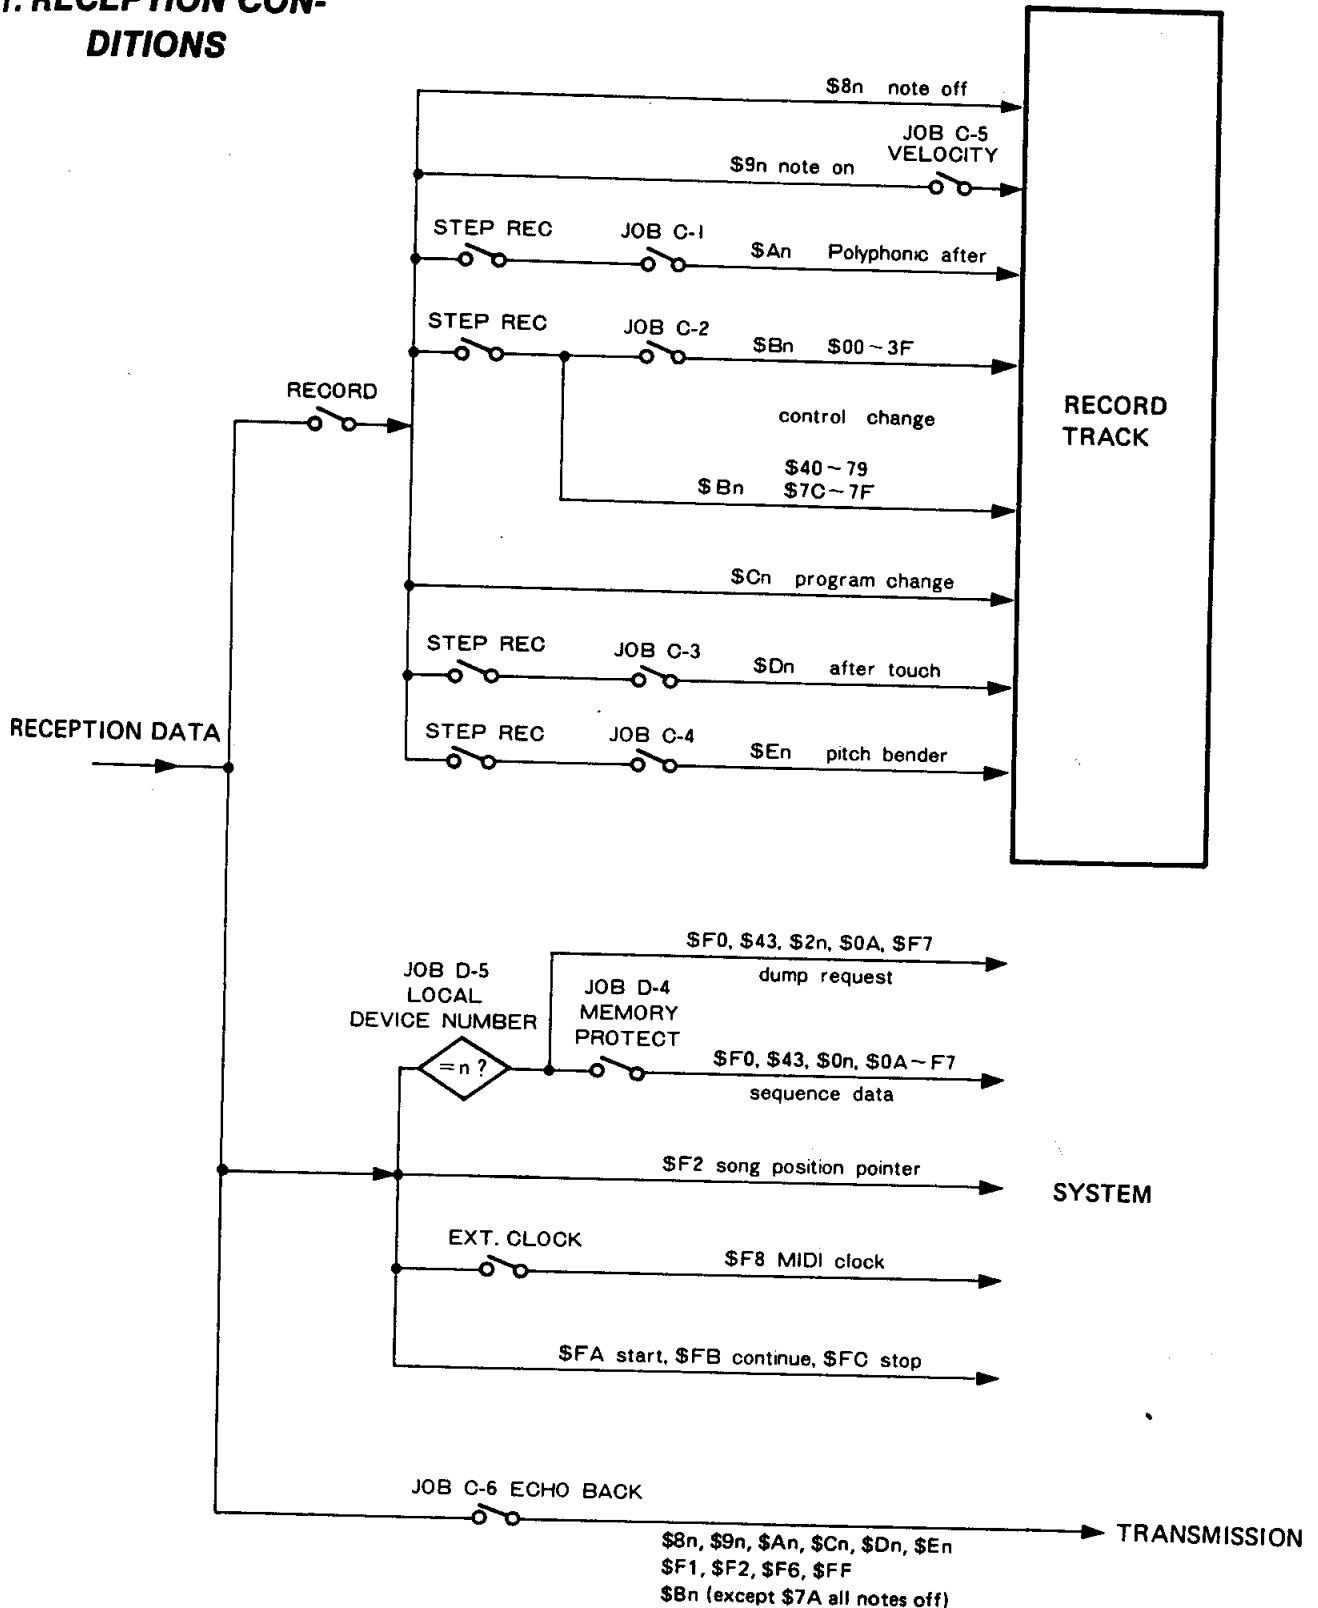 1. RECEPTION CON-
DITIONS
$8n note off
JOB C-5
VELOCITY
$9n note on
STEP REC
JOB C-1
$An Polyphonic after
STEP REC
JOB C-2
$Bn $00~3F
RECORD
control change
RECORD
TRACK
$40~79
$Bn $7C~7F
$Cn program change
STEP REC
JOB C-3
$Dn after touch
RECEPTION DATA
STEP REC
JOB C-4
$En pitch bender
$F0, $43, $2n, $0A, $F7
dump request
JOB D-5
LOCAL
DEVICE NUMBER
=n ?
JOB D-4
MEMORY
PROTECT
$F0, $43, $0n, $0A~F7
sequence data
$F2 song position pointer
SYSTEM
EXT. CLOCK
$F8 MIDI clock
$FA start, $FB continue, $FC stop
JOB C-6 ECHO BACK
TRANSMISSION
$8n, $9n, $An, $Cn, $Dn, $En
$F1, $F2, $F6, $FF
$Bn (except $7A all notes off)